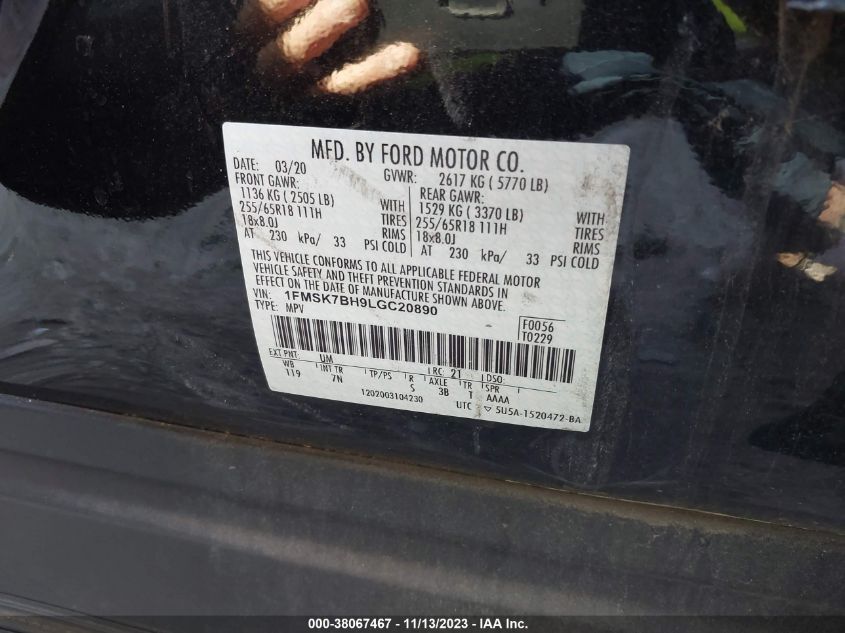 MFD. BY FORD MOTOR CO.
DATE: 03/20 GVWR: 2617 KG ( 5770 LB)
FRONT GAWR: REAR GAWR:
1136 KG ( 2505 LB) WITH 1529 KG ( 3370 LB) WITH
255/65R18 111H TIRES 255/65R18 111H TIRES
18x8.0J RIMS 18x8.0J RIMS
AT 230 kPa/ 33 PSI COLD AT 230 kPa/ 33 PSI COLD
THIS VEHICLE CONFORMS TO ALL APPLICABLE FEDERAL MOTOR
VEHICLE SAFETY AND THEFT PREVENTION STANDARDS IN
EFFECT ON THE DATE OF MANUFACTURE SHOWN ABOVE.
VIN: 1FMSK7BH9LGC20890
TYPE: MPV
F0056
T0229
EXT PNT: UM RC: 21 DSO:
WB INT TR TP/PS R AXLE TR SPR
119 7N S 3B T AAAA
1202003104230 UTC ▽ 5U5A-1520472-BA
000-38067467 - 11/13/2023 - IAA Inc.